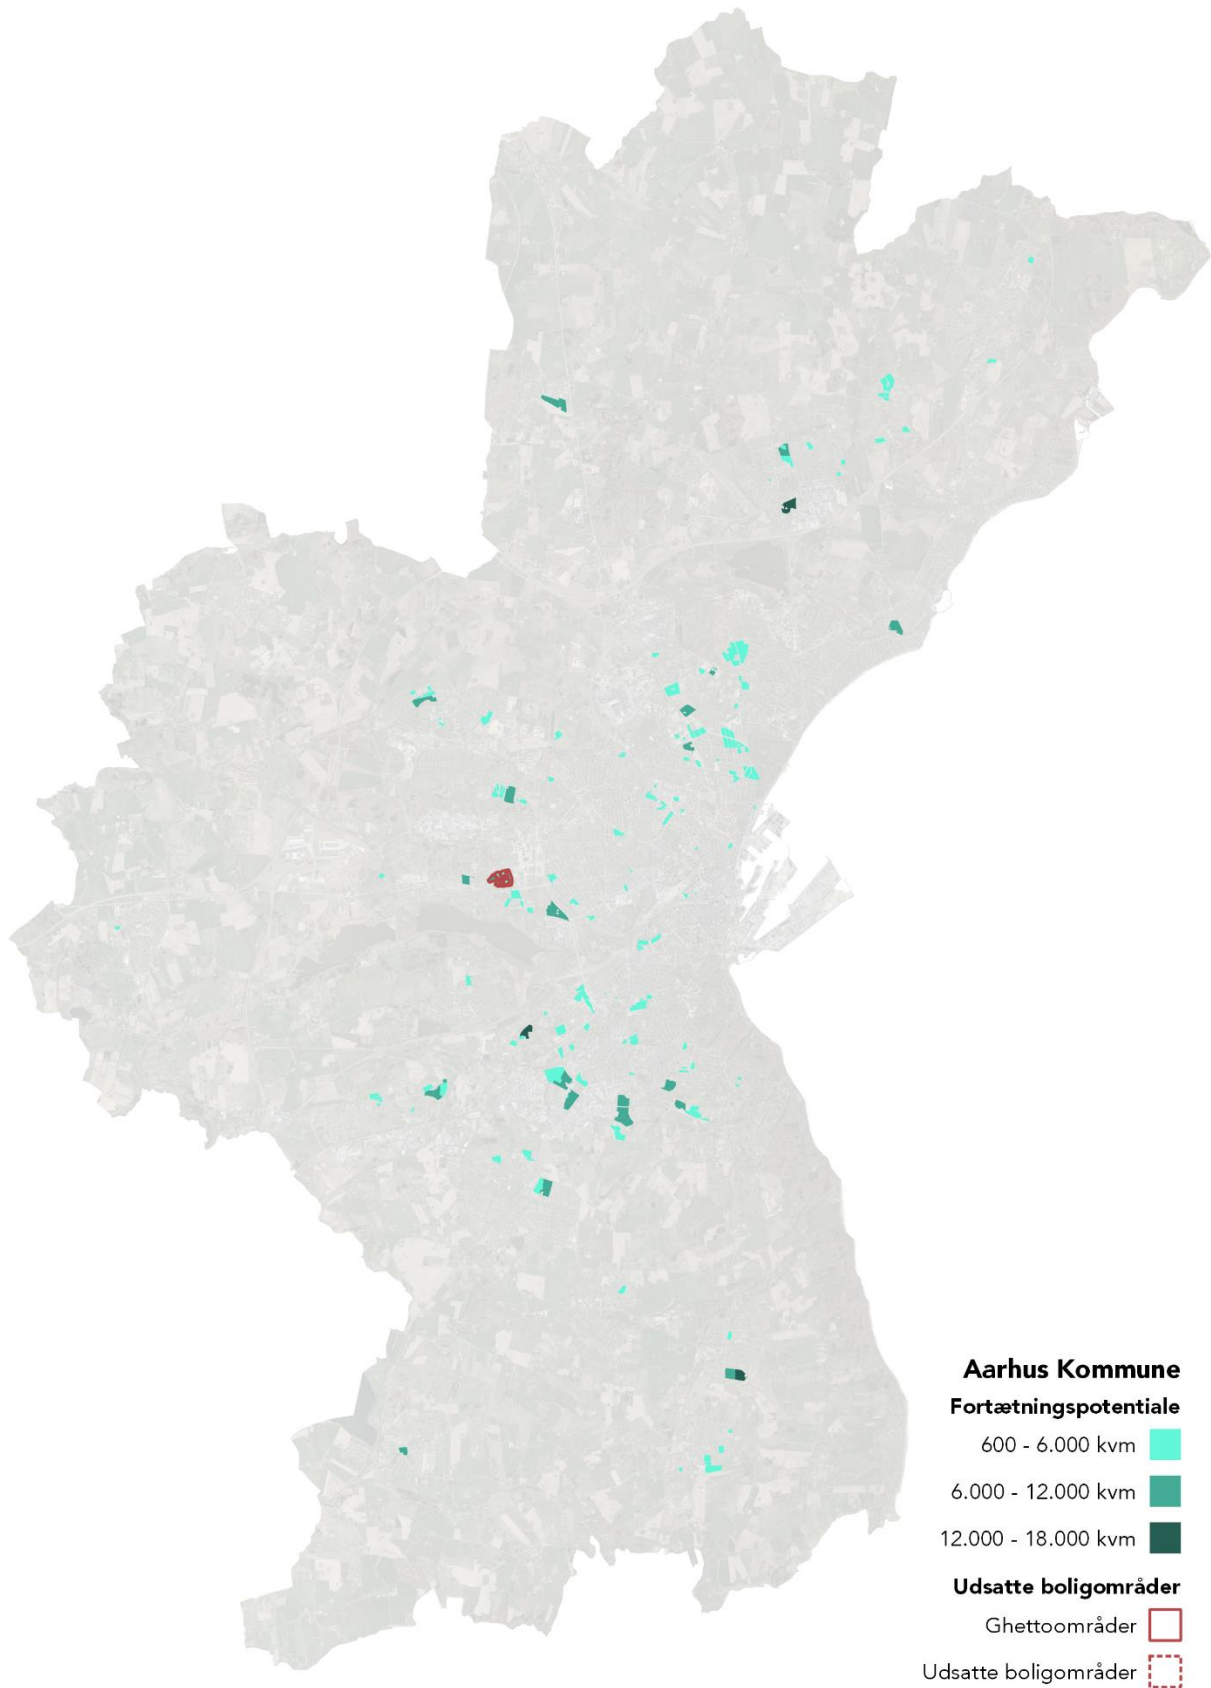 Aarhus Kommune
Fortætningspotentiale
600 - 6.000 kvm
6.000 - 12.000 kvm
12.000 - 18.000 kvm
Udsatte boligområder
Ghettoområder
Udsatte boligområder